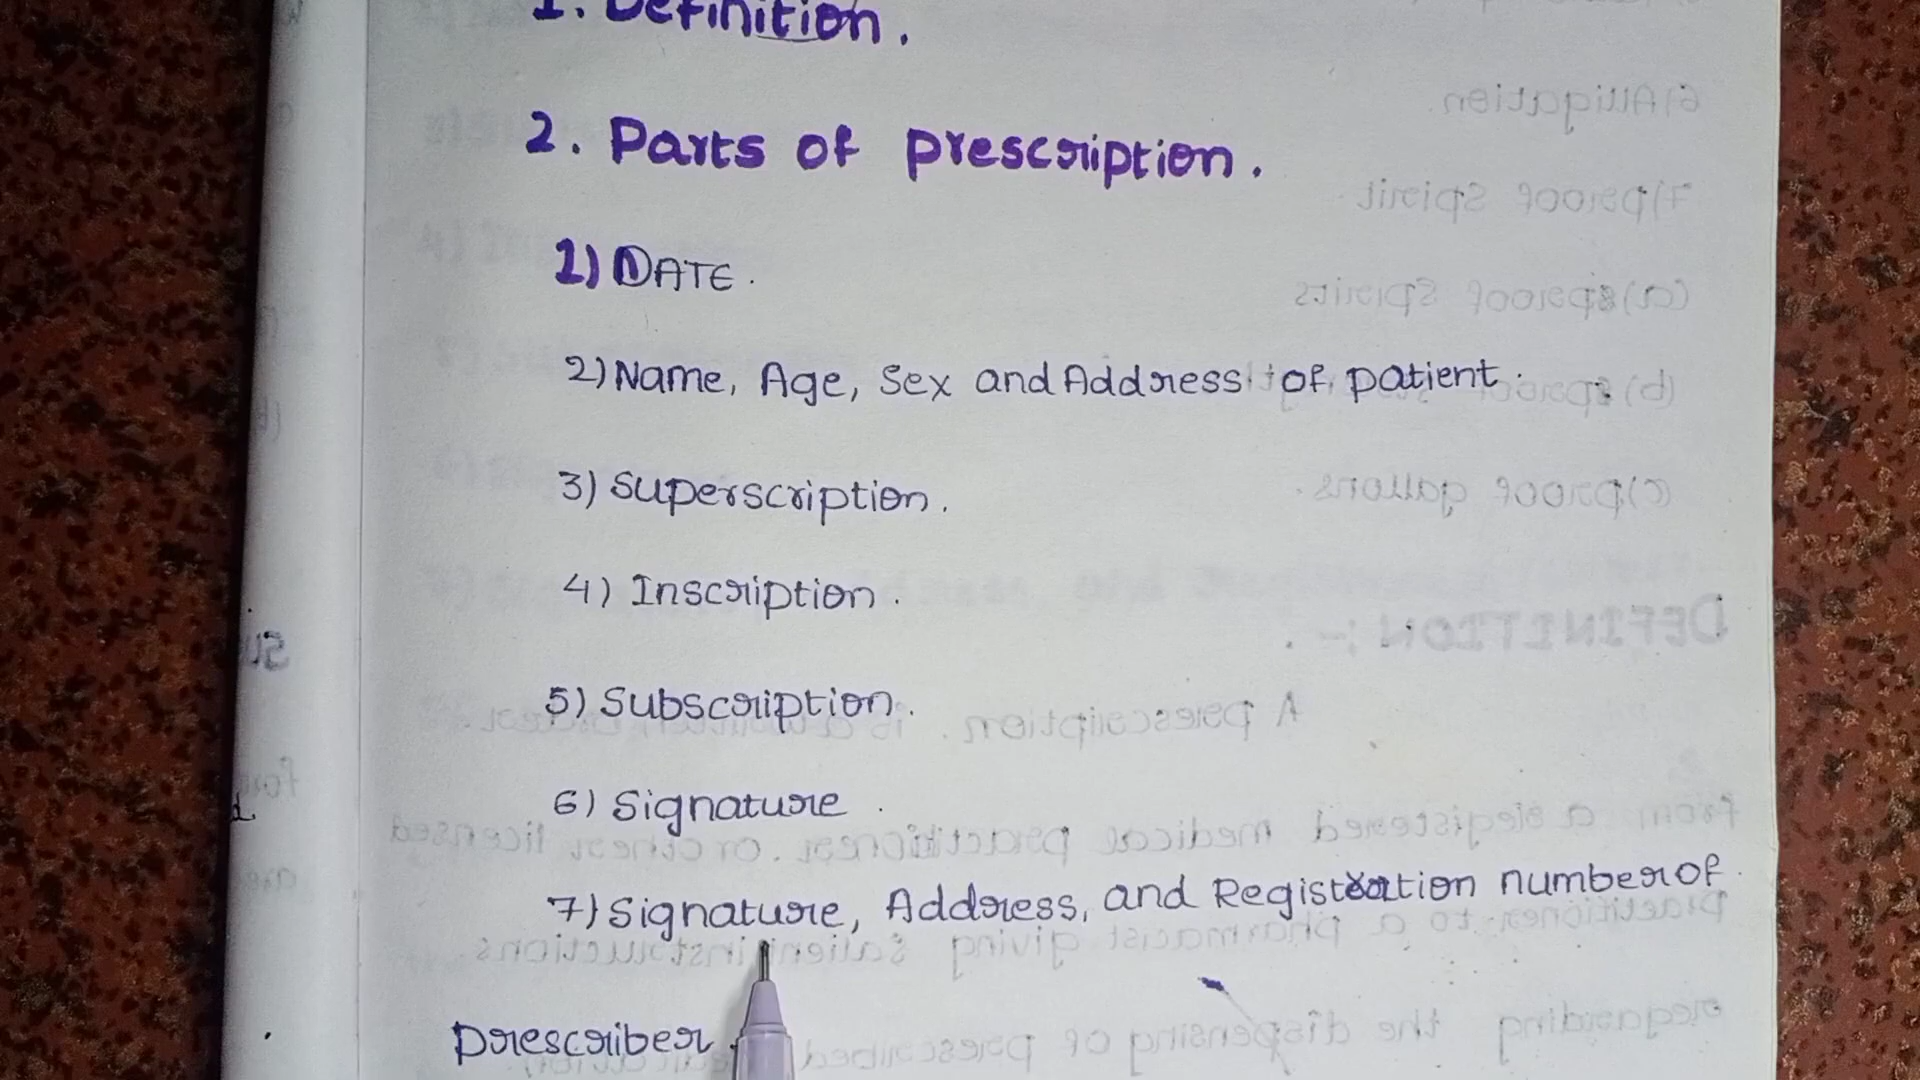 1. Definition.
2. Parts of prescription.
1) DATE.
2) Name, Age, Sex and Address of patient.
3) Superscription.
4) Inscription.
5) Subscription.
6) Signature.
7) Signature, Address, and Registration number of
prescriber.